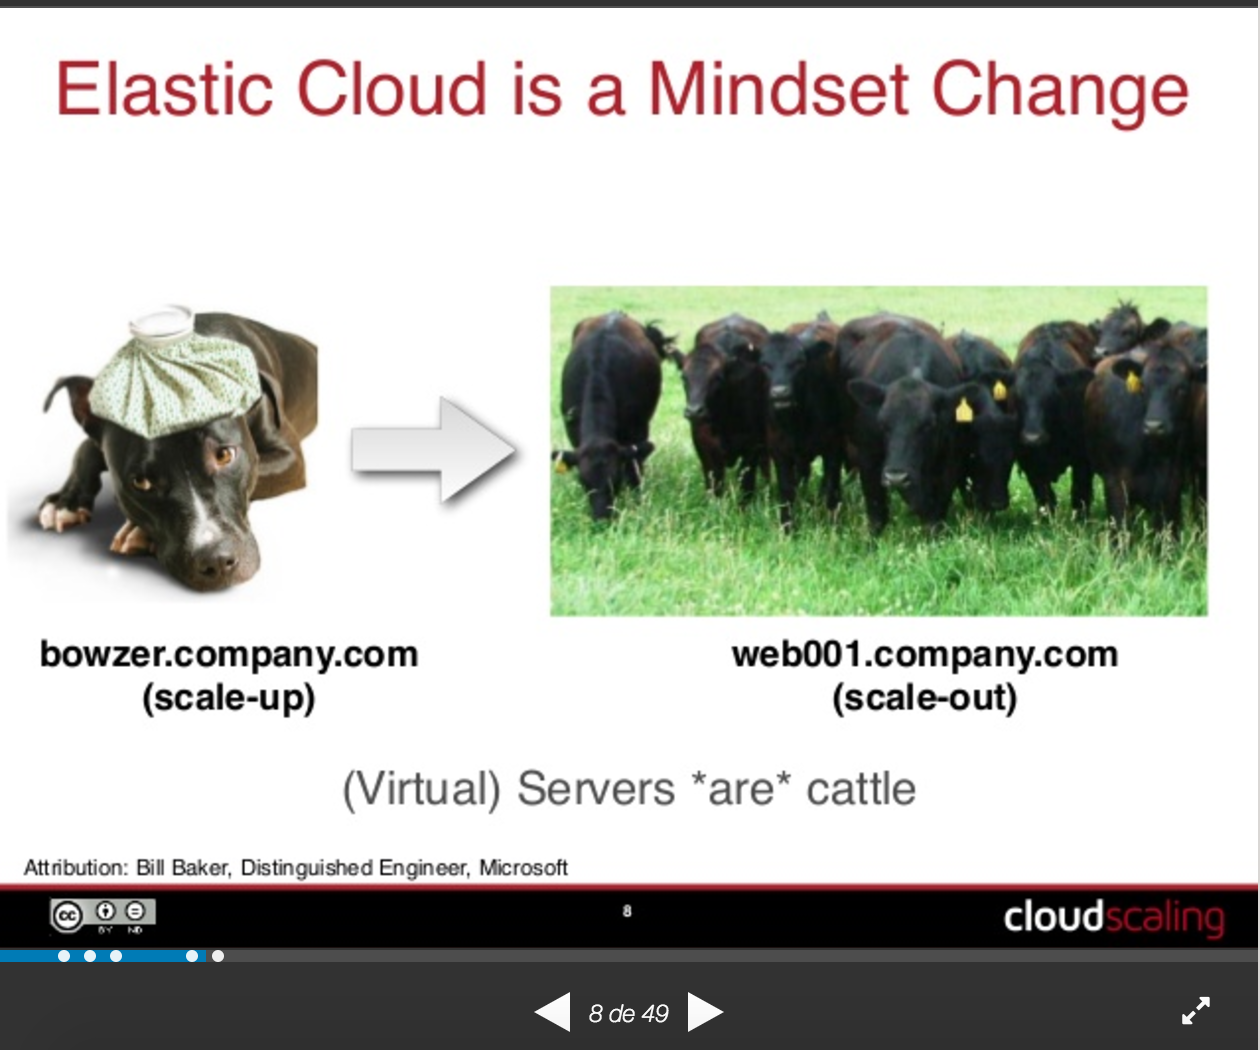 Elastic Cloud is a Mindset Change
bowzer.company.com
(scale-up)
web001.company.com
(scale-out)
(Virtual) Servers *are* cattle
Attribution: Bill Baker, Distinguished Engineer, Microsoft
cc
BY ND
8
cloudscaling
8 de 49